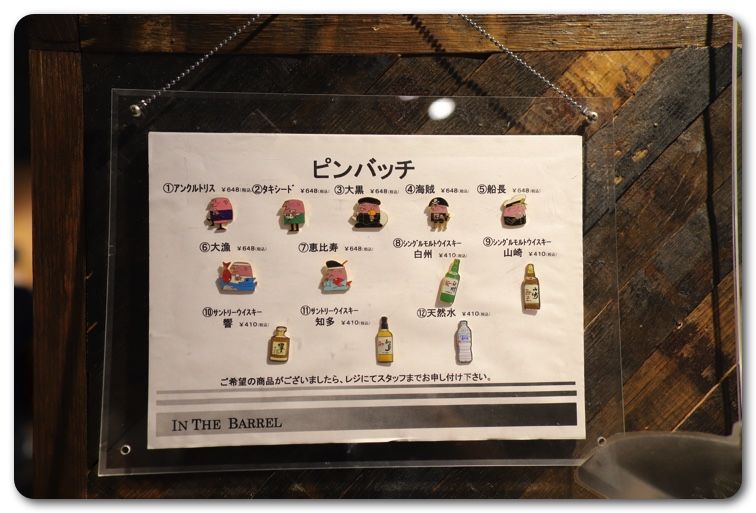 ピンバッチ
①アンクルトリス ¥648(税込) ②タキシード ¥648(税込) ③大黒 ¥648(税込) ④海賊 ¥648(税込) ⑤船長 ¥648(税込)
⑥大漁 ¥648(税込) ⑦恵比寿 ¥648(税込) ⑧シングルモルトウイスキー 白州 ¥410(税込) ⑨シングルモルトウイスキー 山崎 ¥410(税込)
⑩サントリーウイスキー 響 ¥410(税込) ⑪サントリーウイスキー 知多 ¥410(税込) ⑫天然水 ¥410(税込)
ご希望の商品がございましたら、レジにてスタッフまでお申し付け下さい。
IN THE BARREL